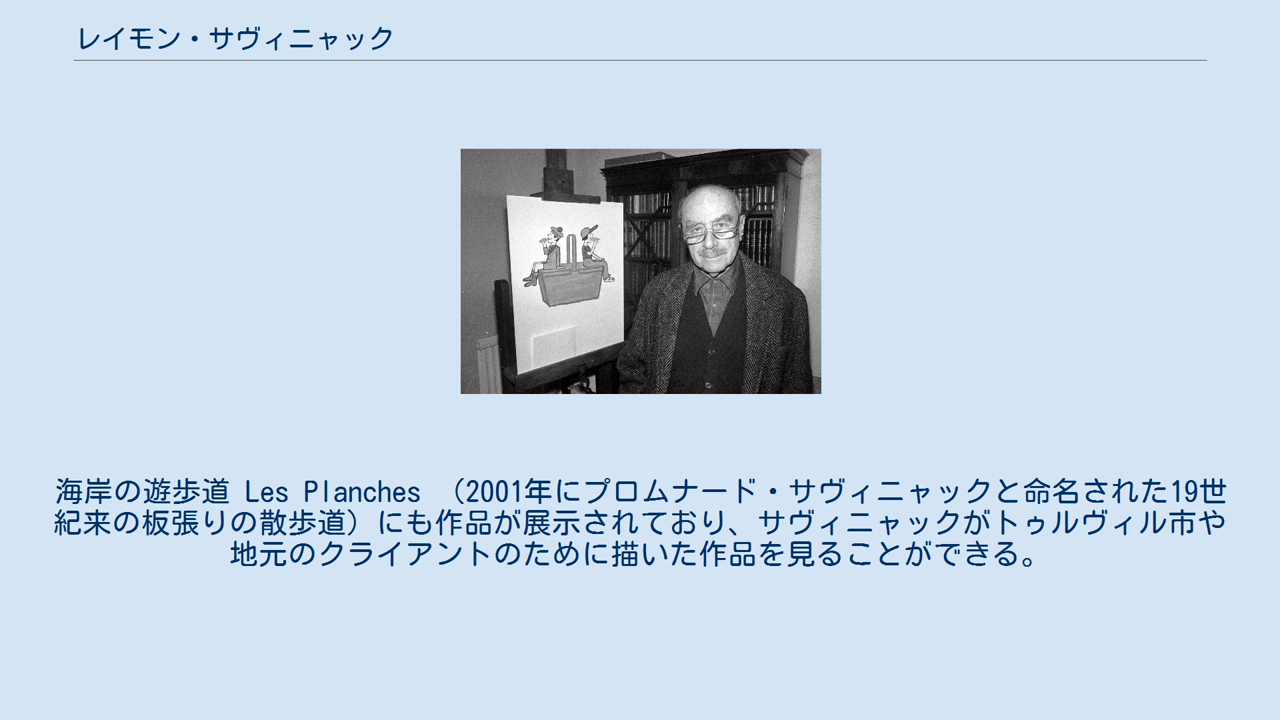 レイモン・サヴィニャック
海岸の遊歩道 Les Planches （2001年にプロムナード・サヴィニャックと命名された19世
紀来の板張りの散歩道）にも作品が展示されており、サヴィニャックがトゥルヴィル市や
地元のクライアントのために描いた作品を見ることができる。